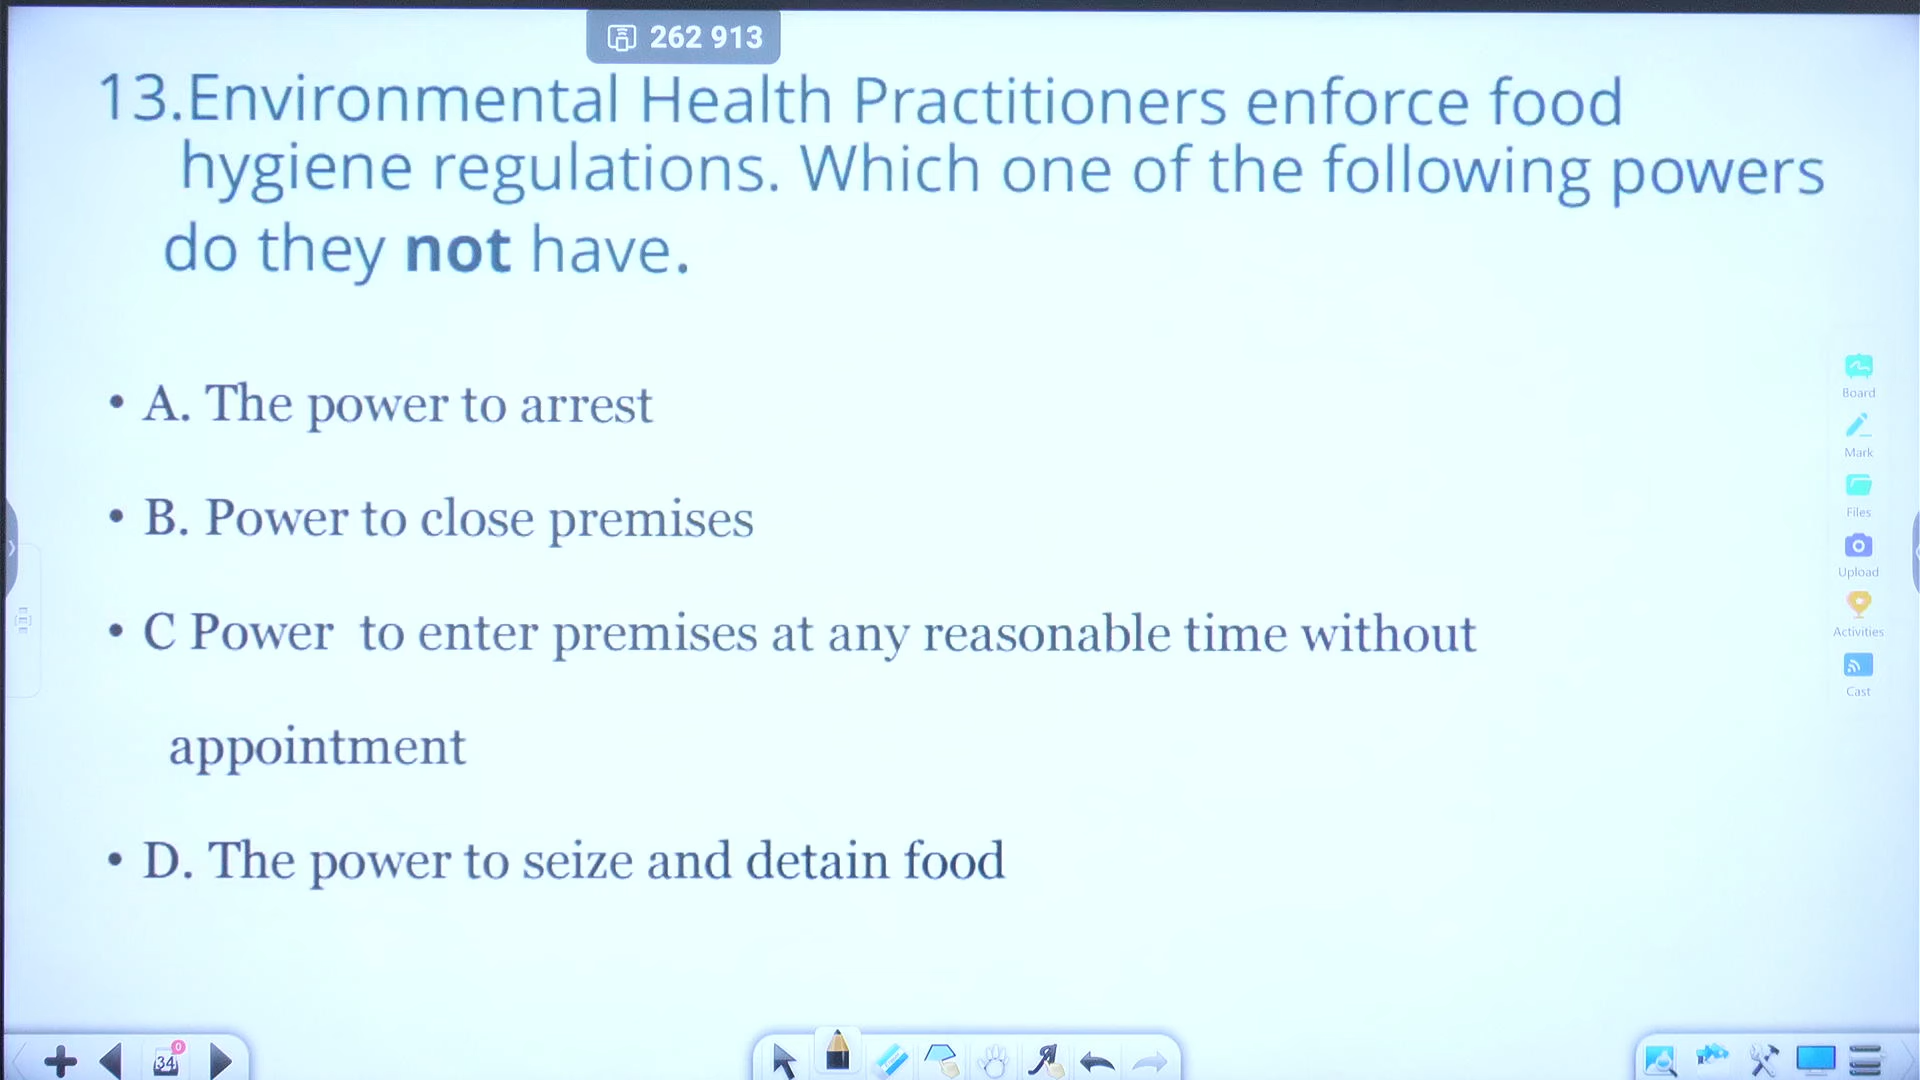 262 913
13.Environmental Health Practitioners enforce food
hygiene regulations. Which one of the following powers
do they not have.
• A. The power to arrest
• B. Power to close premises
• C Power to enter premises at any reasonable time without
appointment
• D. The power to seize and detain food
Board
Mark
Files
Upload
Activities
Cast
34
0